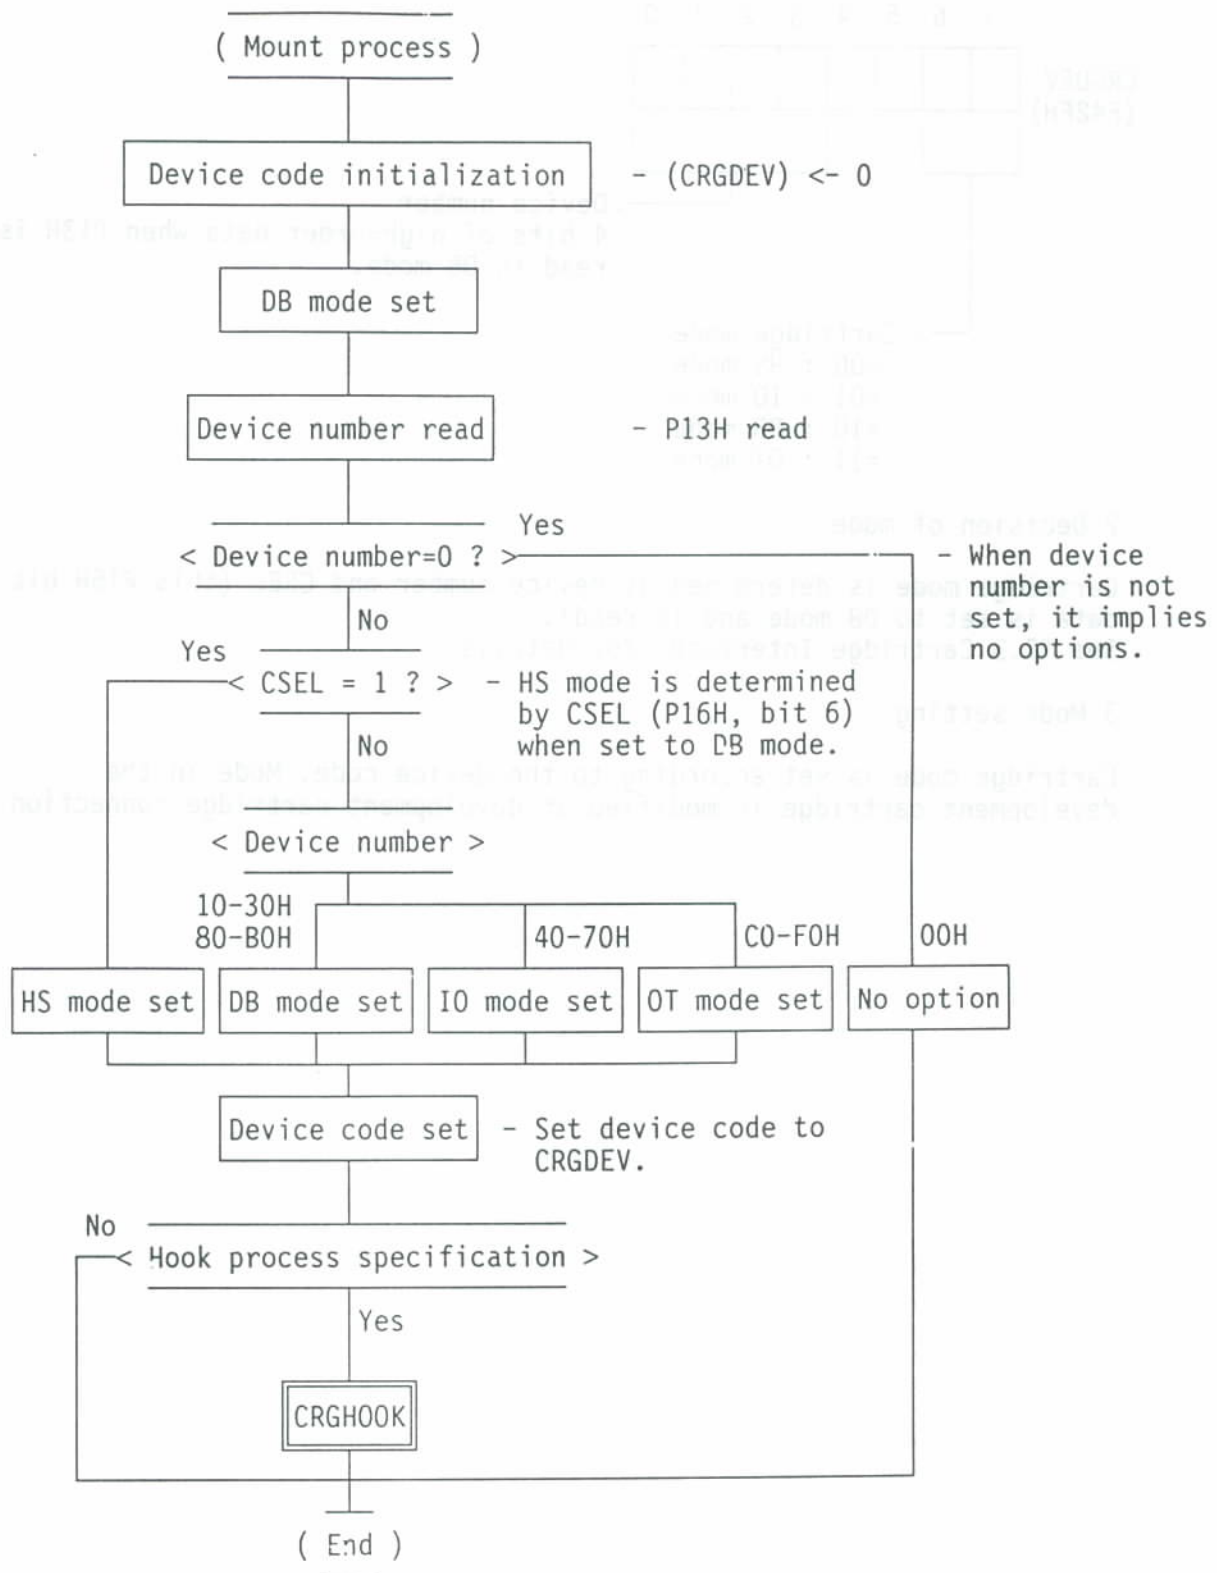 ( Mount process )
Device code initialization - (CRGDEV) <- 0
DB mode set
Device number read - P13H read
Yes
< Device number=0 ? > - When device
number is not
set, it implies
no options.
No
Yes
< CSEL = 1 ? > - HS mode is determined
by CSEL (P16H, bit 6)
when set to DB mode.
No
< Device number >
10-30H
80-B0H 40-70H C0-F0H 00H
HS mode set DB mode set IO mode set OT mode set No option
Device code set - Set device code to
CRGDEV.
No
< Hook process specification >
Yes
CRGHOOK
( End )